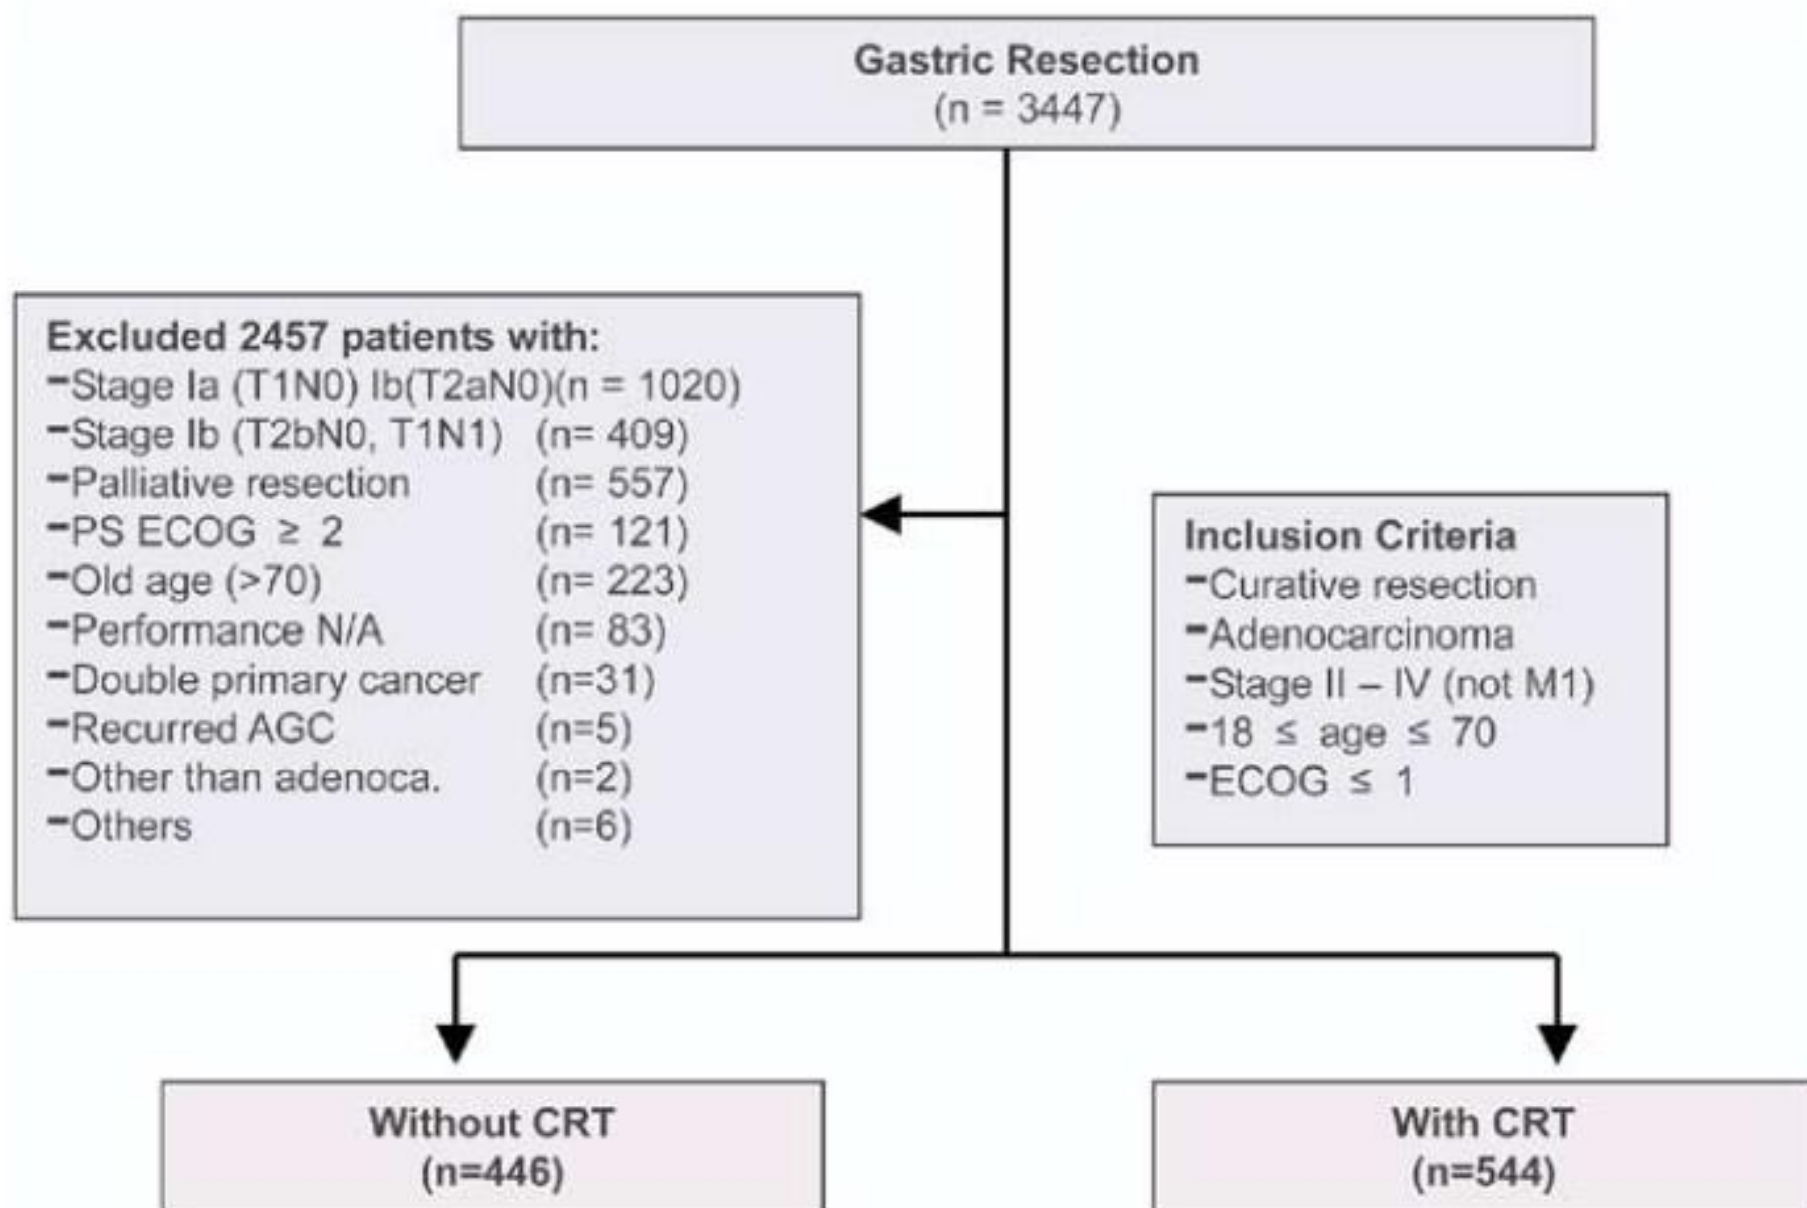 Gastric Resection
(n = 3447)
Excluded 2457 patients with:
-Stage Ia (T1N0) Ib(T2aN0)(n = 1020)
-Stage Ib (T2bN0, T1N1) (n= 409)
-Palliative resection (n= 557)
-PS ECOG ≥ 2 (n= 121)
-Old age (>70) (n= 223)
-Performance N/A (n= 83)
-Double primary cancer (n=31)
-Recurred AGC (n=5)
-Other than adenoca. (n=2)
-Others (n=6)
Inclusion Criteria
-Curative resection
-Adenocarcinoma
-Stage II – IV (not M1)
-18 ≤ age ≤ 70
-ECOG ≤ 1
Without CRT
(n=446)
With CRT
(n=544)